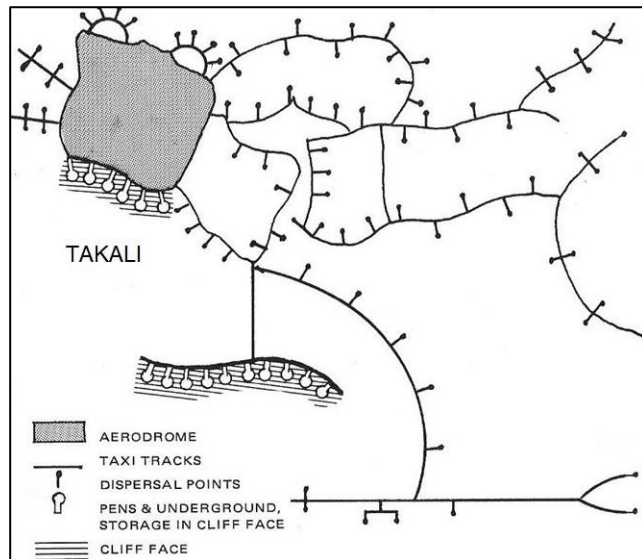 TAKALI
AERODROME
TAXI TRACKS
DISPERSAL POINTS
PENS & UNDERGROUND,
STORAGE IN CLIFF FACE
CLIFF FACE